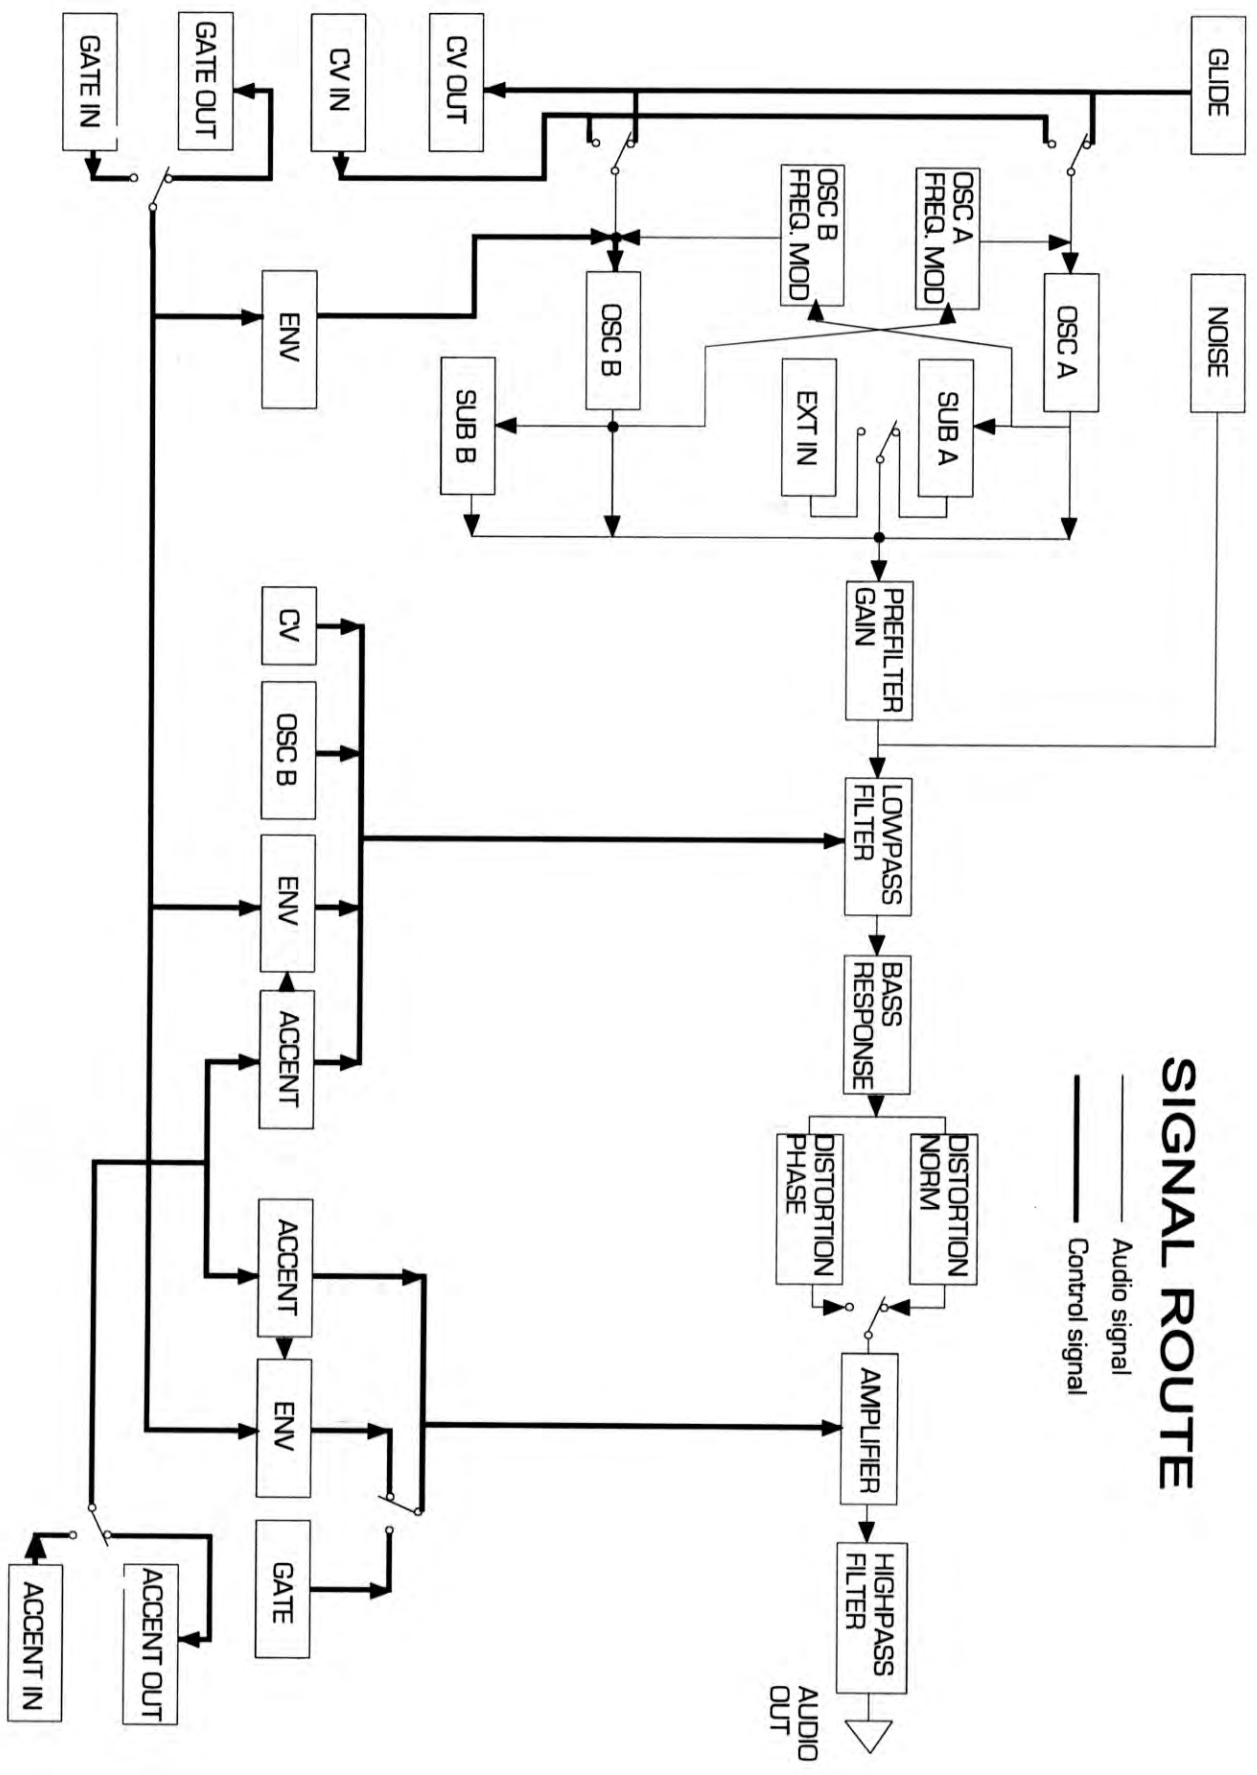 GLIDE
NOISE
SIGNAL ROUTE
Audio signal
Control signal
OSC A
OSC A
FREQ. MOD
SUB A
DISTORTION
NORM
OSC B
FREQ. MOD
EXT IN
PREFILTER
GAIN
LOWPASS
FILTER
BASS
RESPONSE
DISTORTION
PHASE
AMPLIFIER
HIGHPASS
FILTER
AUDIO
OUT
OSC B
SUB B
CV OUT
CV IN
ENV
CV
OSC B
ENV
ACCENT
ACCENT
ENV
GATE
GATE OUT
ACCENT OUT
GATE IN
ACCENT IN